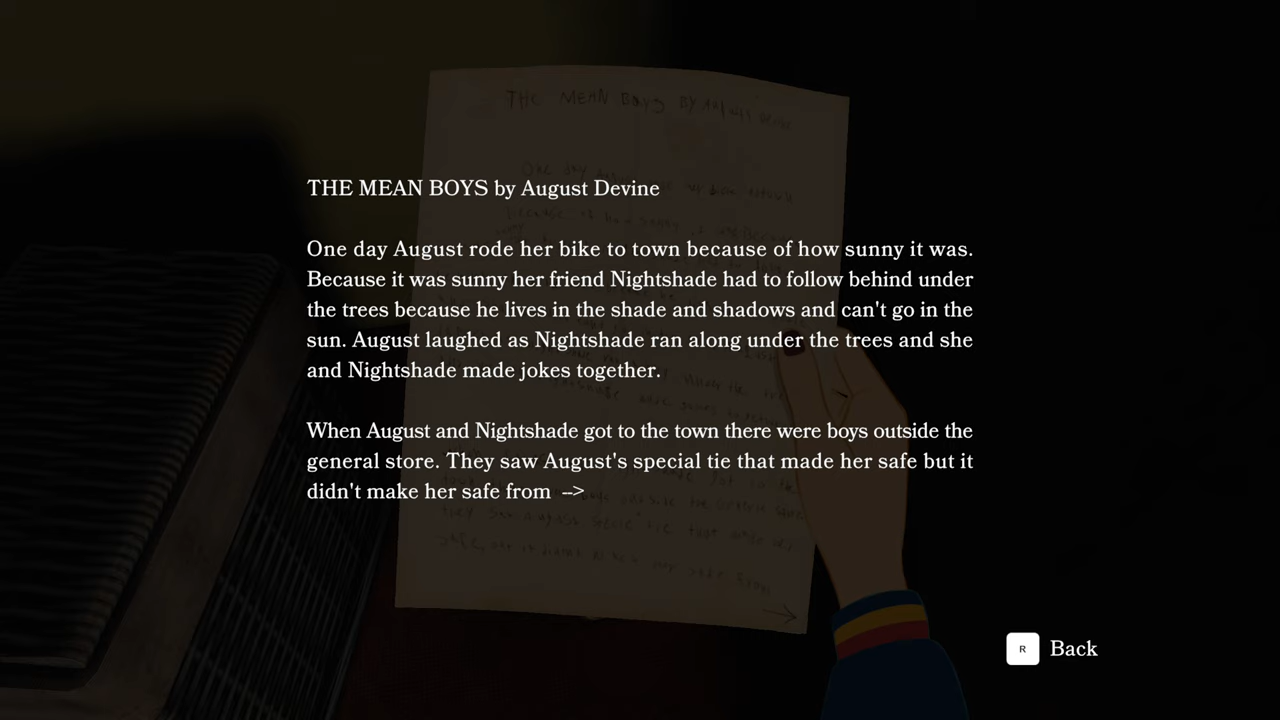 THE MEAN BOYS by August Devine
One day August rode her bike to town because of how sunny it was.
Because it was sunny her friend Nightshade had to follow behind under
the trees because he lives in the shade and shadows and can't go in the
sun. August laughed as Nightshade ran along under the trees and she
and Nightshade made jokes together.
When August and Nightshade got to the town there were boys outside the
general store. They saw August's special tie that made her safe but it
didn't make her safe from -->
R Back